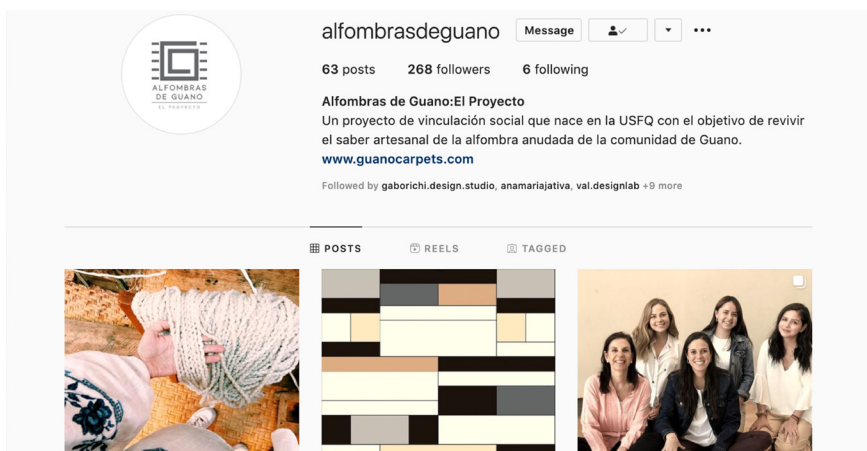 alfombrasdeguano Message
63 posts 268 followers 6 following
ALFOMBRAS
DE GUANO
EL PROYECTO
Alfombras de Guano:El Proyecto
Un proyecto de vinculación social que nace en la USFQ con el objetivo de revivir
el saber artesanal de la alfombra anudada de la comunidad de Guano.
www.guanocarpets.com
Followed by gaborichi.design.studio, anamariajativa, val.designlab +9 more
POSTS REELS TAGGED